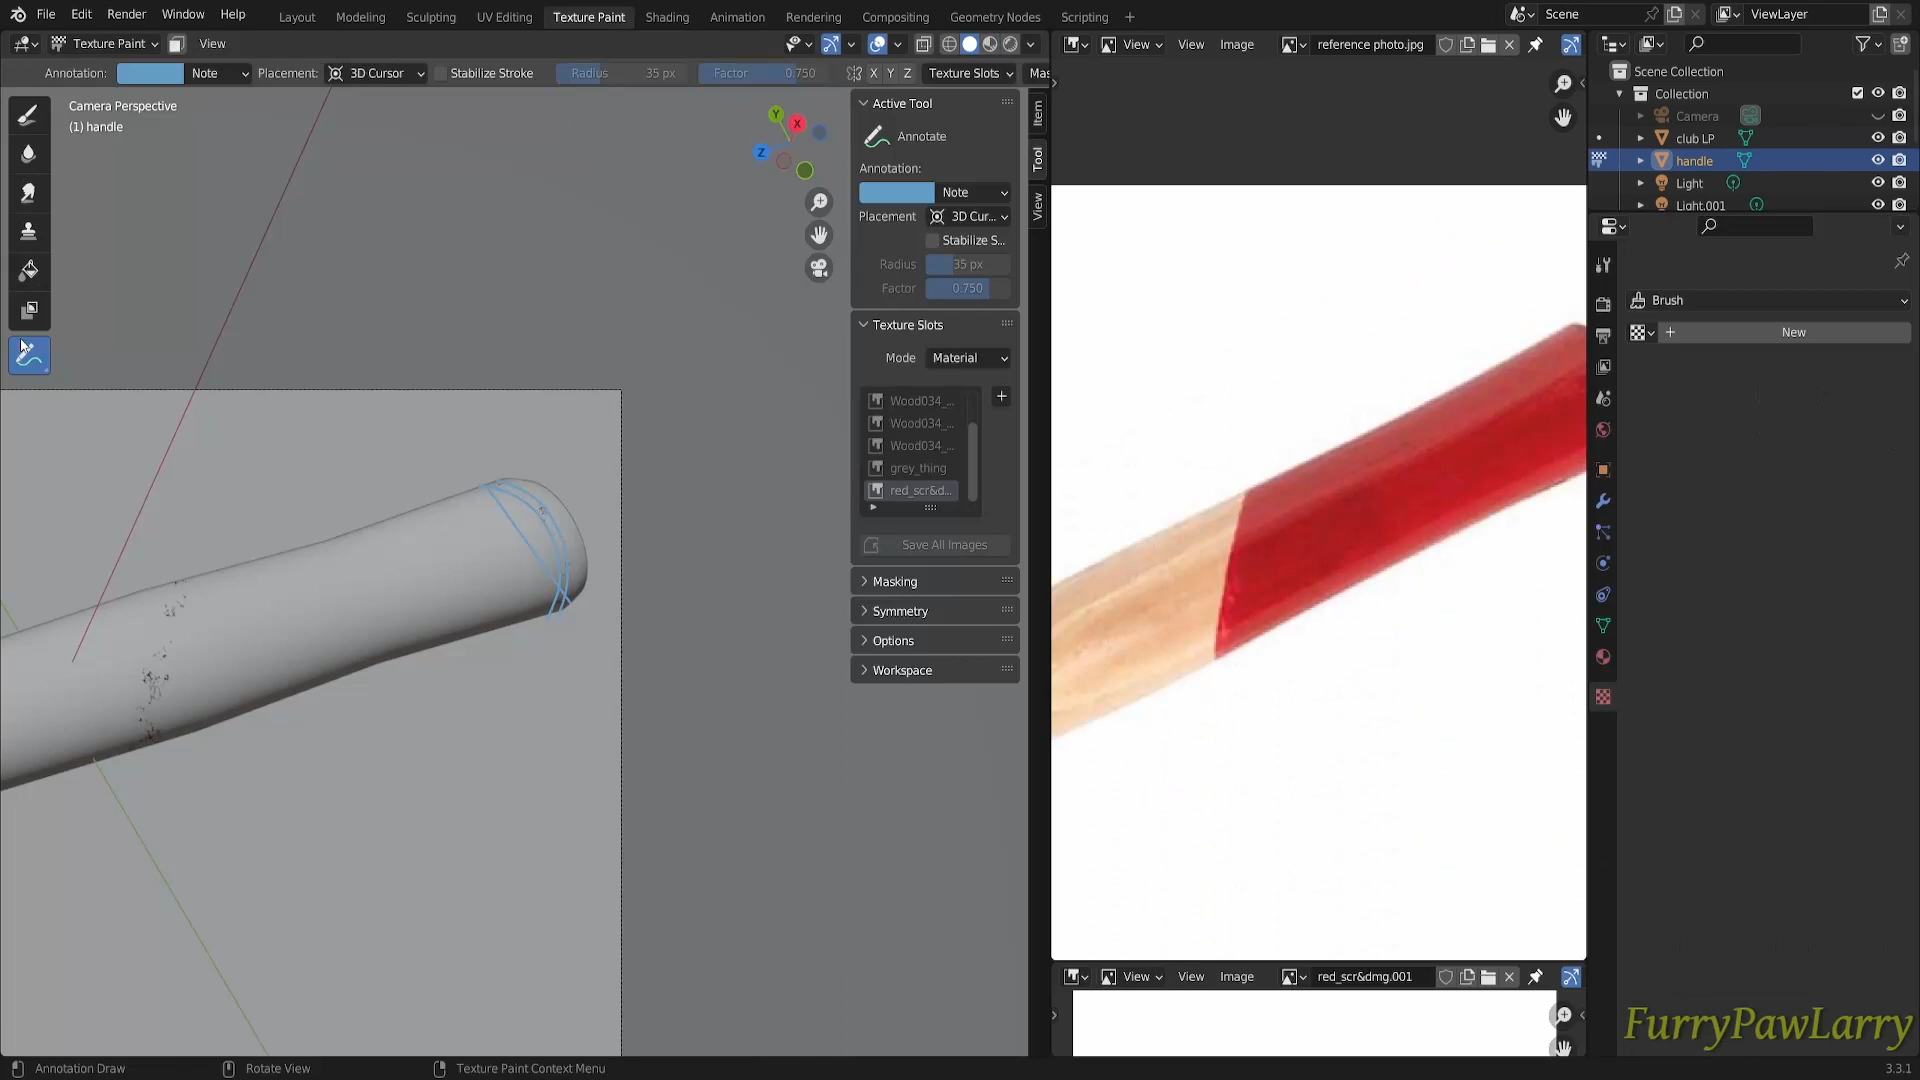 File Edit Render Window Help Layout Modeling Sculpting UV Editing Texture Paint Shading Animation Rendering Compositing Geometry Nodes Scripting + Scene ViewLayer
Texture Paint View View View Image reference photo.jpg
Annotation: Note Placement: 3D Cursor Stabilize Stroke Radius 35 px Factor 0.750 X Y Z Texture Slots Mas
Camera Perspective
(1) handle
Y
X
Z
Active Tool
Annotate
Annotation:
Note
Placement 3D Cur...
Stabilize S...
Radius 35 px
Factor 0.750
Texture Slots
Mode Material
Wood034_...
Wood034_...
Wood034_...
grey_thing
red_scr&d...
+
Save All Images
Masking
Symmetry
Options
Workspace
Item
Tool
View
Scene Collection
Collection
Camera
club LP
handle
Light
Light.001
Brush
+ New
View View Image red_scr&dmg.001
FurryPawLarry
Annotation Draw Rotate View Texture Paint Context Menu 3.3.1